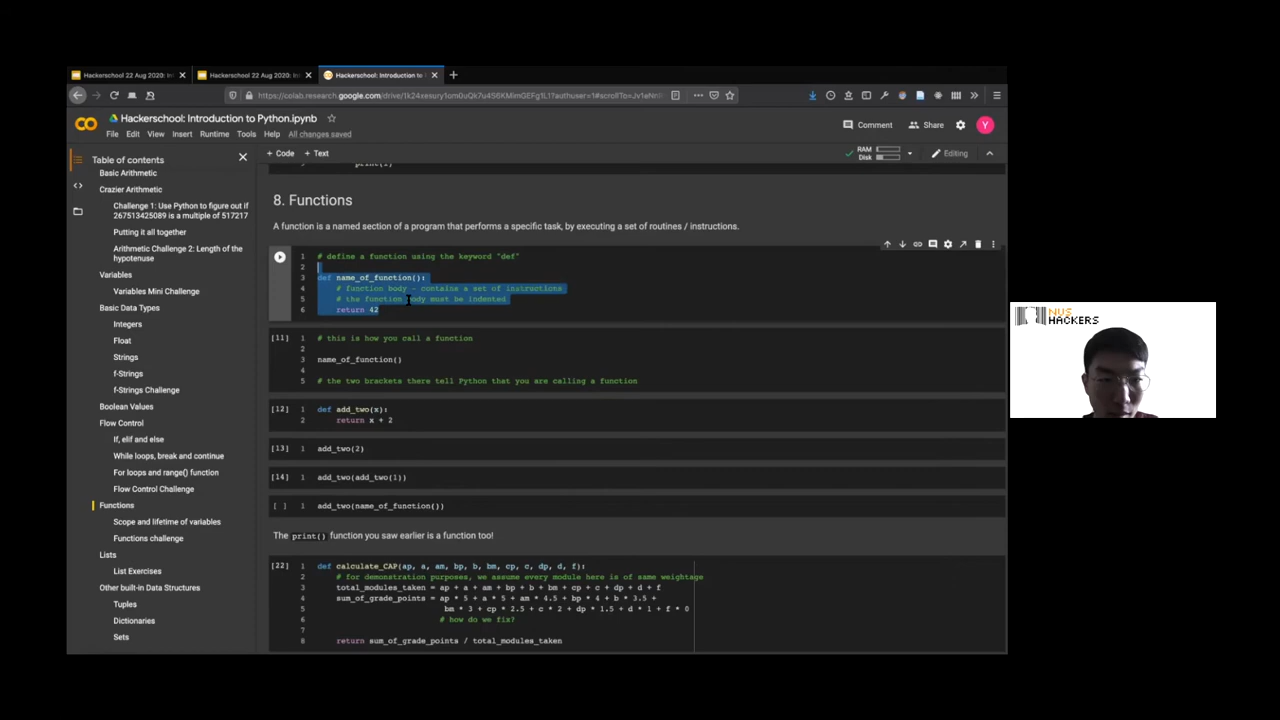 Hackerschool 22 Aug 2020: Int
Hackerschool 22 Aug 2020: Int
Hackerschool: Introduction to
Hackerschool: Introduction to Python.ipynb
File Edit View Insert Runtime Tools Help All changes saved
Comment Share Y
+ Code + Text
RAM
Disk
Editing
Table of contents
Basic Arithmetic
Crazier Arithmetic
Challenge 1: Use Python to figure out if
267513425089 is a multiple of 517217
Putting it all together
Arithmetic Challenge 2: Length of the
hypotenuse
Variables
Variables Mini Challenge
Basic Data Types
Integers
Float
Strings
f-Strings
f-Strings Challenge
Boolean Values
Flow Control
If, elif and else
While loops, break and continue
For loops and range() function
Flow Control Challenge
Functions
Scope and lifetime of variables
Functions challenge
Lists
List Exercises
Other built-in Data Structures
Tuples
Dictionaries
Sets
8. Functions
A function is a named section of a program that performs a specific task, by executing a set of routines / instructions.
1 # define a function using the keyword "def"
2
3 def name_of_function():
4 # function body - contains a set of instructions
5 # the function body must be indented
6 return 42
[11] 1 # this is how you call a function
2
3 name_of_function()
4
5 # the two brackets there tell Python that you are calling a function
[12] 1 def add_two(x):
2 return x + 2
[13] 1 add_two(2)
[14] 1 add_two(add_two(1))
[ ] 1 add_two(name_of_function())
The print() function you saw earlier is a function too!
[22] 1 def calculate_CAP(ap, a, am, bp, b, bm, cp, c, dp, d, f):
2 # for demonstration purposes, we assume every module here is of same weightage
3 total_modules_taken = ap + a + am + bp + b + bm + cp + c + dp + d + f
4 sum_of_grade_points = ap * 5 + a * 5 + am * 4.5 + bp * 4 + b * 3.5 +
5 bm * 3 + cp * 2.5 + c * 2 + dp * 1.5 + d * 1 + f * 0
6 # how do we fix?
7
8 return sum_of_grade_points / total_modules_taken
NUS
HACKERS